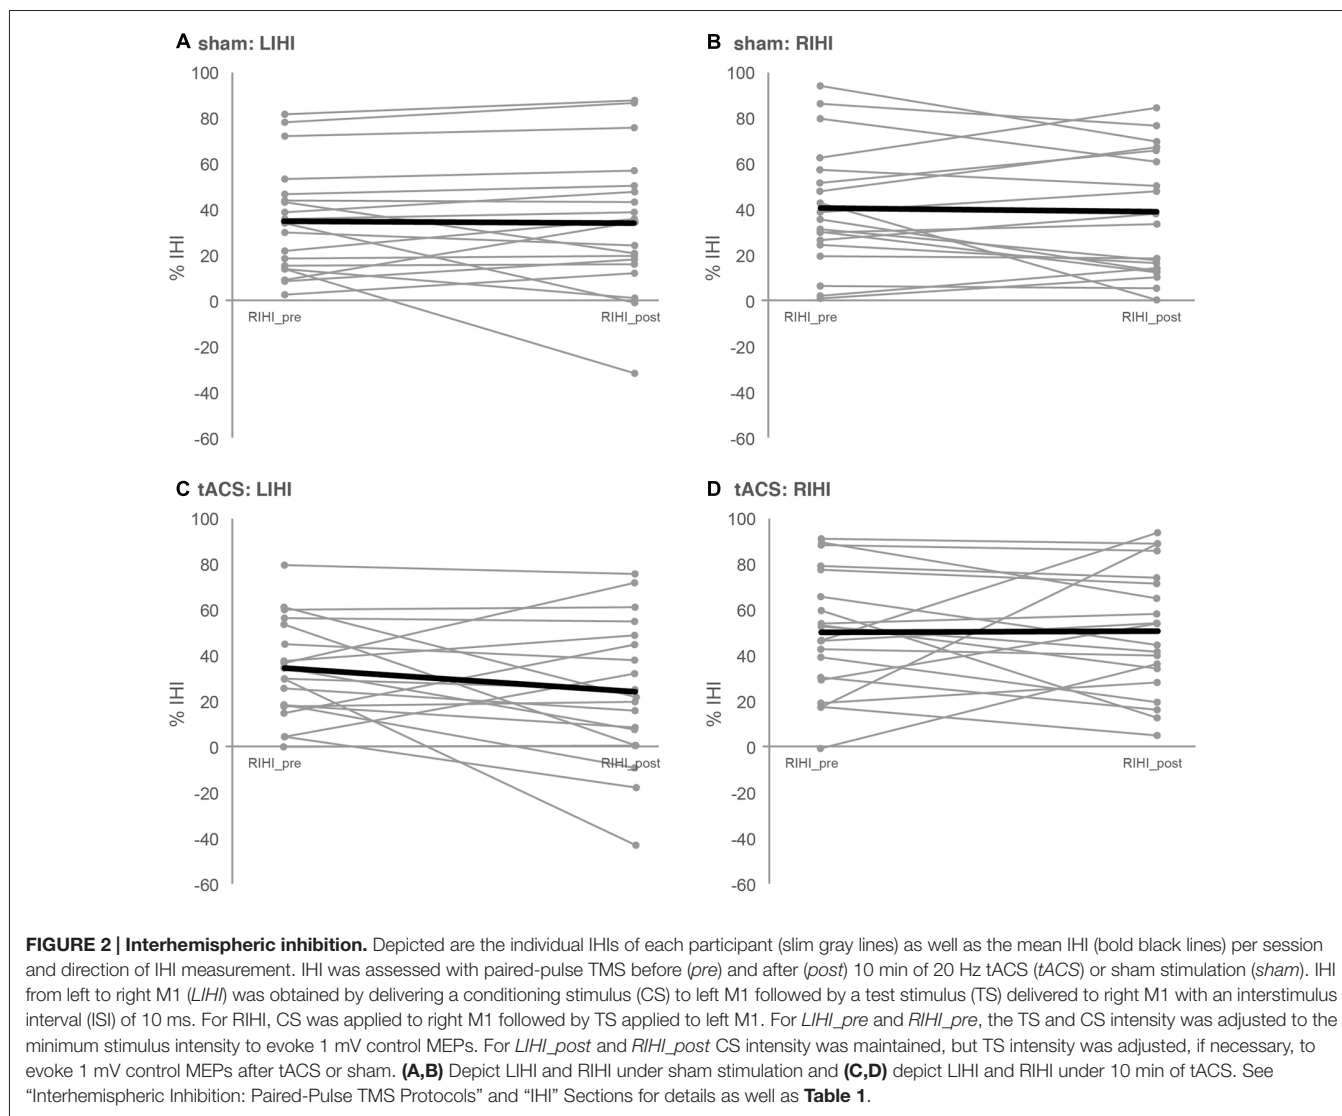 A sham: LIHI
100
80
60
40
20
0
-20
-40
-60
% IHI
RIHI_pre
RIHI_post
B sham: RIHI
100
80
60
40
20
0
-20
-40
-60
% IHI
RIHI_pre
RIHI_post
C tACS: LIHI
100
80
60
40
20
0
-20
-40
-60
% IHI
RIHI_pre
RIHI_post
D tACS: RIHI
100
80
60
40
20
0
-20
-40
-60
% IHI
RIHI_pre
RIHI_post
FIGURE 2 | Interhemispheric inhibition. Depicted are the individual IHIs of each participant (slim gray lines) as well as the mean IHI (bold black lines) per session
and direction of IHI measurement. IHI was assessed with paired-pulse TMS before (pre) and after (post) 10 min of 20 Hz tACS (tACS) or sham stimulation (sham). IHI
from left to right M1 (LIHI) was obtained by delivering a conditioning stimulus (CS) to left M1 followed by a test stimulus (TS) delivered to right M1 with an interstimulus
interval (ISI) of 10 ms. For RIHI, CS was applied to right M1 followed by TS applied to left M1. For LIHI_pre and RIHI_pre, the TS and CS intensity was adjusted to the
minimum stimulus intensity to evoke 1 mV control MEPs. For LIHI_post and RIHI_post CS intensity was maintained, but TS intensity was adjusted, if necessary, to
evoke 1 mV control MEPs after tACS or sham. (A,B) Depict LIHI and RIHI under sham stimulation and (C,D) depict LIHI and RIHI under 10 min of tACS. See
“Interhemispheric Inhibition: Paired-Pulse TMS Protocols” and “IHI” Sections for details as well as Table 1.